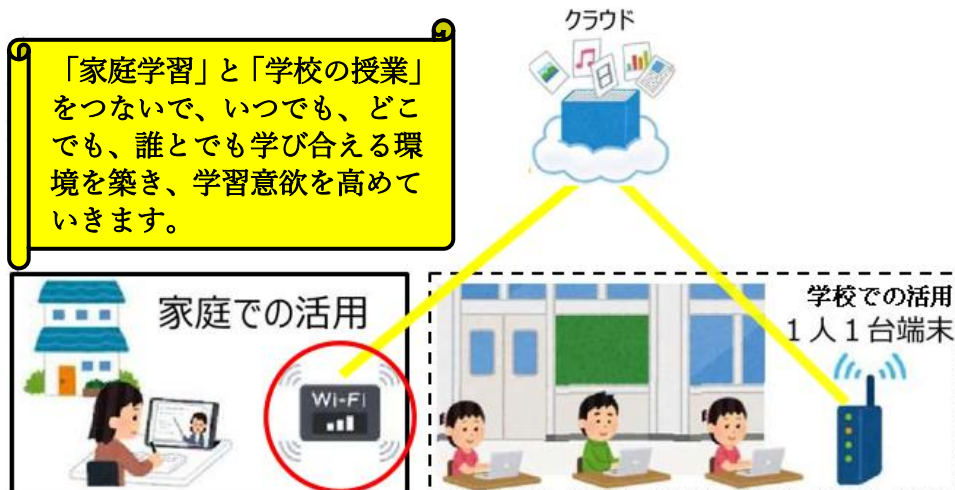 クラウド
「家庭学習」と「学校の授業」
をつないで、いつでも、どこ
でも、誰とでも学び合える環
境を築き、学習意欲を高めて
いきます。
家庭での活用
Wi-Fi
学校での活用
1人1台端末